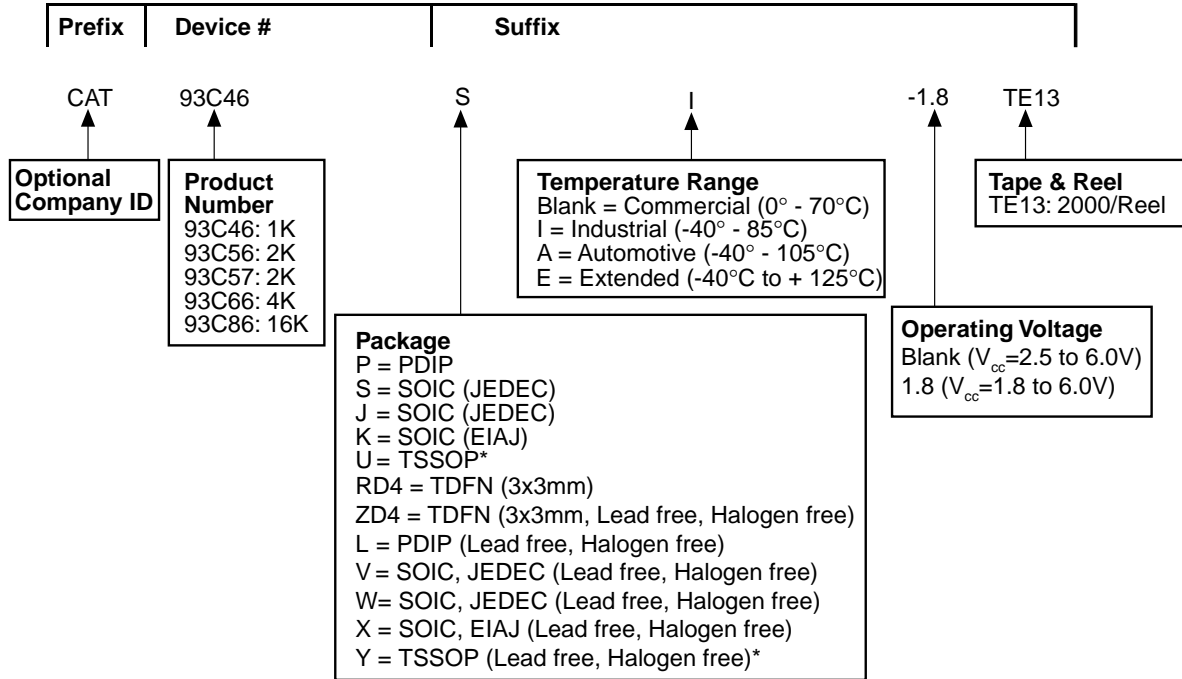 Prefix Device # Suffix
CAT 93C46 S I -1.8 TE13
Optional
Company ID
Product
Number
93C46: 1K
93C56: 2K
93C57: 2K
93C66: 4K
93C86: 16K
Temperature Range
Blank = Commercial (0° - 70°C)
I = Industrial (-40° - 85°C)
A = Automotive (-40° - 105°C)
E = Extended (-40°C to + 125°C)
Tape & Reel
TE13: 2000/Reel
Package
P = PDIP
S = SOIC (JEDEC)
J = SOIC (JEDEC)
K = SOIC (EIAJ)
U = TSSOP*
RD4 = TDFN (3x3mm)
ZD4 = TDFN (3x3mm, Lead free, Halogen free)
L = PDIP (Lead free, Halogen free)
V = SOIC, JEDEC (Lead free, Halogen free)
W= SOIC, JEDEC (Lead free, Halogen free)
X = SOIC, EIAJ (Lead free, Halogen free)
Y = TSSOP (Lead free, Halogen free)*
Operating Voltage
Blank (Vcc=2.5 to 6.0V)
1.8 (Vcc=1.8 to 6.0V)